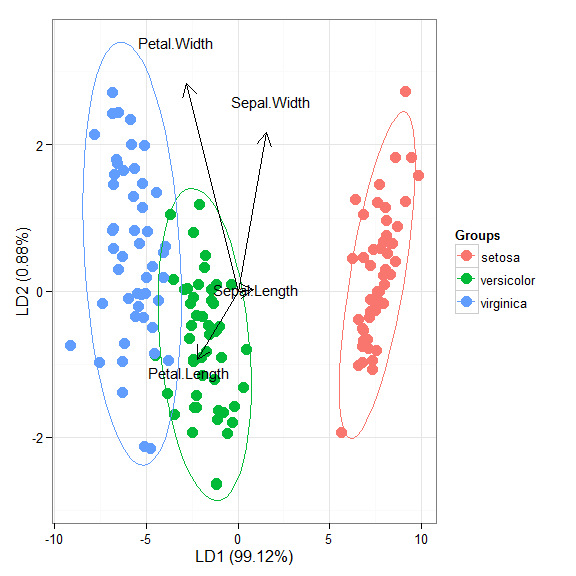 Petal.Width
Sepal.Width
Sepal.Length
Petal.Length
2
0
-2
LD2 (0.88%)
-10
-5
0
5
10
LD1 (99.12%)
Groups
setosa
versicolor
virginica